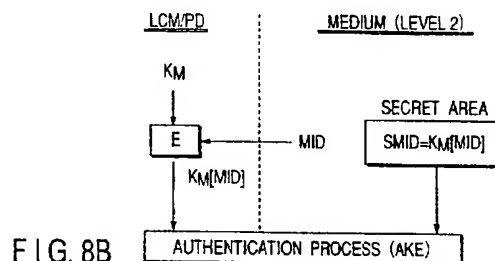 LCM/PD
MEDIUM (LEVEL 2)
KM
SECRET AREA
E
MID
SMID=KM[MID]
KM[MID]
AUTHENTICATION PROCESS (AKE)
FIG. 8B